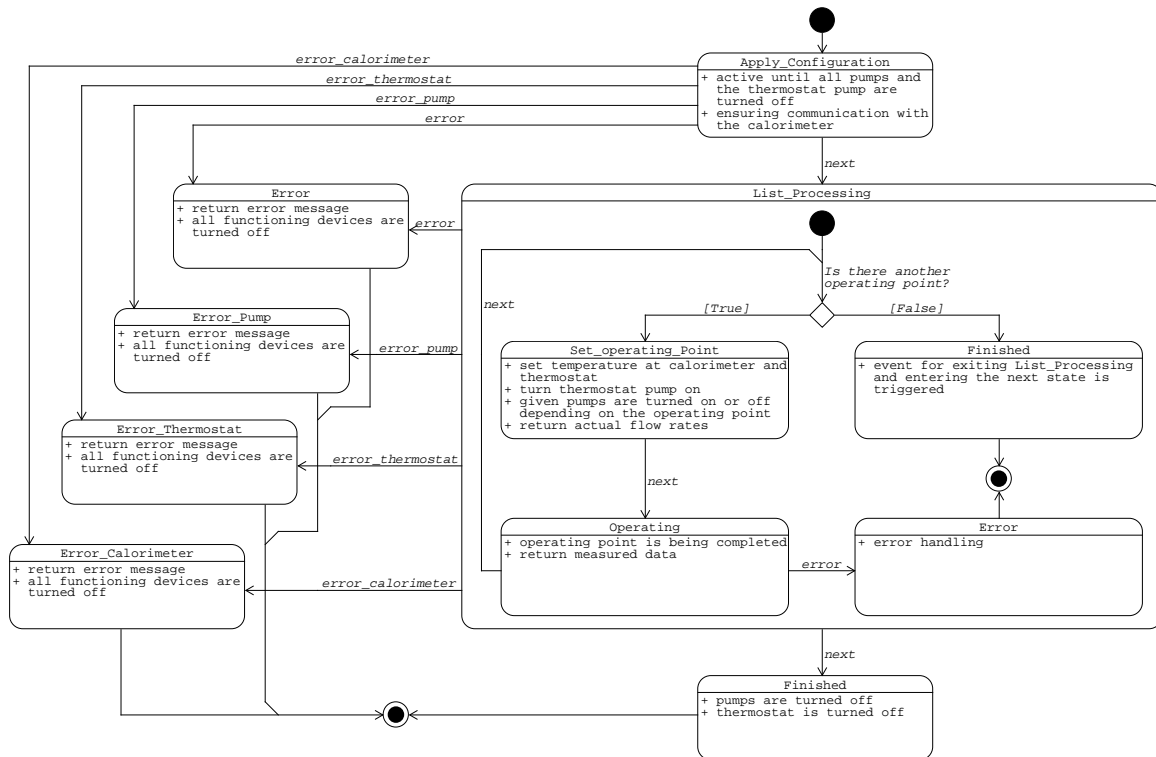 error_calorimeter
Apply_Configuration
+ active until all pumps and
the thermostat pump are
turned off
+ ensuring communication with
the calorimeter
error_thermostat
error_pump
error
next
Error
+ return error message
+ all functioning devices are
turned off
error
List_Processing
Is there another
operating point?
next
[True]
[False]
Error_Pump
+ return error message
+ all functioning devices are
turned off
error_pump
Set_operating_Point
+ set temperature at calorimeter and
thermostat
+ turn thermostat pump on
+ given pumps are turned on or off
depending on the operating point
+ return actual flow rates
Finished
+ event for exiting List_Processing
and entering the next state is
triggered
Error_Thermostat
+ return error message
+ all functioning devices are
turned off
error_thermostat
next
Operating
+ operating point is being completed
+ return measured data
error
Error
+ error handling
Error_Calorimeter
+ return error message
+ all functioning devices are
turned off
error_calorimeter
next
Finished
+ pumps are turned off
+ thermostat is turned off